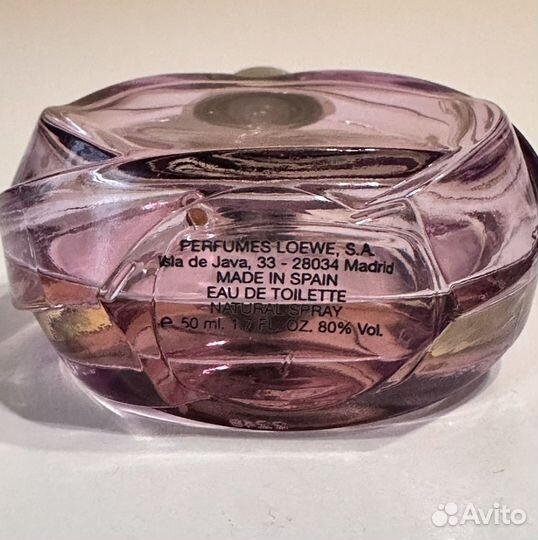 PERFUMES LOEWE, S.A.
Isla de Java, 33 - 28034 Madrid
MADE IN SPAIN
EAU DE TOILETTE
NATURAL SPRAY
e 50 ml. 1.7 FL. OZ. 80% Vol.
Avito